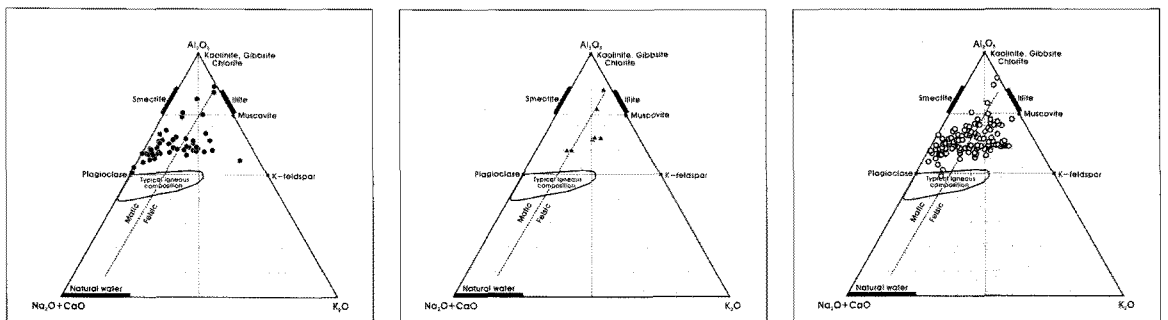 Al₂O₃
Kaolinite, Gibbsite
Chlorite
Smectite
Illite
Muscovite
Plagioclase
Typical igneous
composition
K-feldspar
Mafic
Felsic
Natural water
Na₂O+CaO
K₂O
Al₂O₃
Kaolinite, Gibbsite
Chlorite
Smectite
Illite
Muscovite
Plagioclase
Typical igneous
composition
K-feldspar
Mafic
Felsic
Natural water
Na₂O+CaO
K₂O
Al₂O₃
Kaolinite, Gibbsite
Chlorite
Smectite
Illite
Muscovite
Plagioclase
Typical igneous
composition
K-feldspar
Mafic
Felsic
Natural water
Na₂O+CaO
K₂O